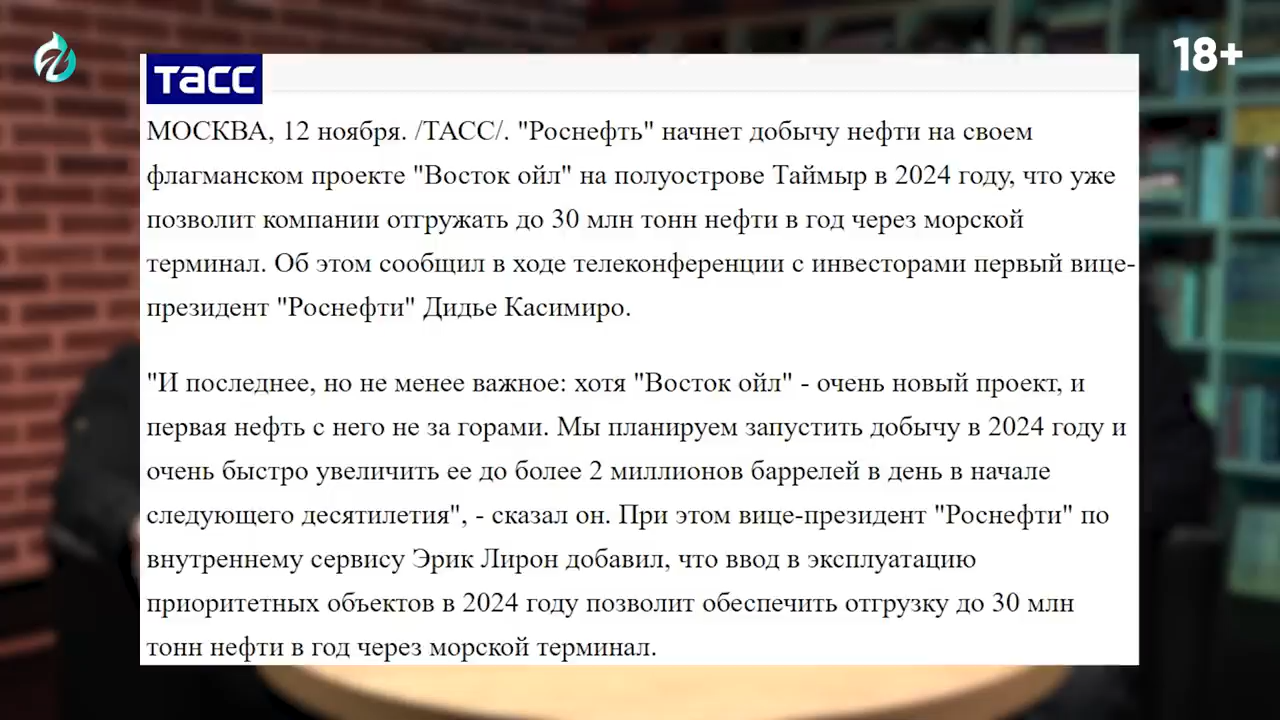 18+
тасс
МОСКВА, 12 ноября. /ТАСС/. "Роснефть" начнет добычу нефти на своем
флагманском проекте "Восток ойл" на полуострове Таймыр в 2024 году, что уже
позволит компании отгружать до 30 млн тонн нефти в год через морской
терминал. Об этом сообщил в ходе телеконференции с инвесторами первый вице-
президент "Роснефти" Дидье Касимиро.
"И последнее, но не менее важное: хотя "Восток ойл" - очень новый проект, и
первая нефть с него не за горами. Мы планируем запустить добычу в 2024 году и
очень быстро увеличить ее до более 2 миллионов баррелей в день в начале
следующего десятилетия", - сказал он. При этом вице-президент "Роснефти" по
внутреннему сервису Эрик Лирон добавил, что ввод в эксплуатацию
приоритетных объектов в 2024 году позволит обеспечить отгрузку до 30 млн
тонн нефти в год через морской терминал.